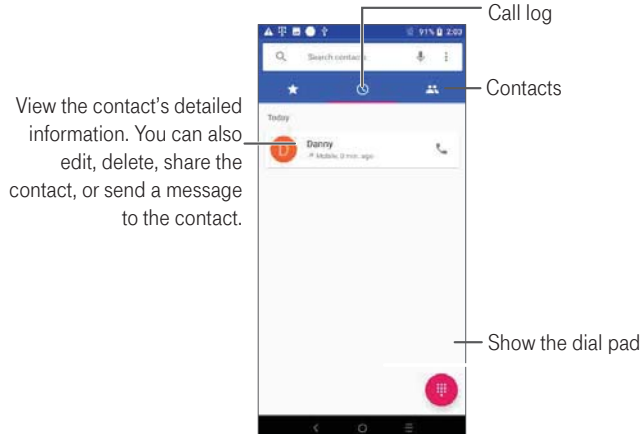 Call log
91% 2:03
Search contacts
Contacts
View the contact's detailed
information. You can also
edit, delete, share the
contact, or send a message
to the contact.
Today
D
Danny
Mobile, 0 min. ago
Show the dial pad